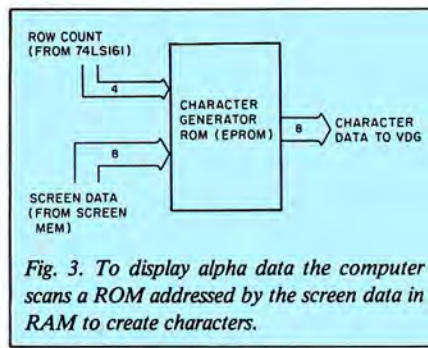 ROW COUNT
(FROM 74LS161)
4
CHARACTER
GENERATOR
ROM (EPROM)
8
CHARACTER
DATA TO VDG
8
SCREEN DATA
(FROM SCREEN
MEM)
Fig. 3. To display alpha data the computer
scans a ROM addressed by the screen data in
RAM to create characters.